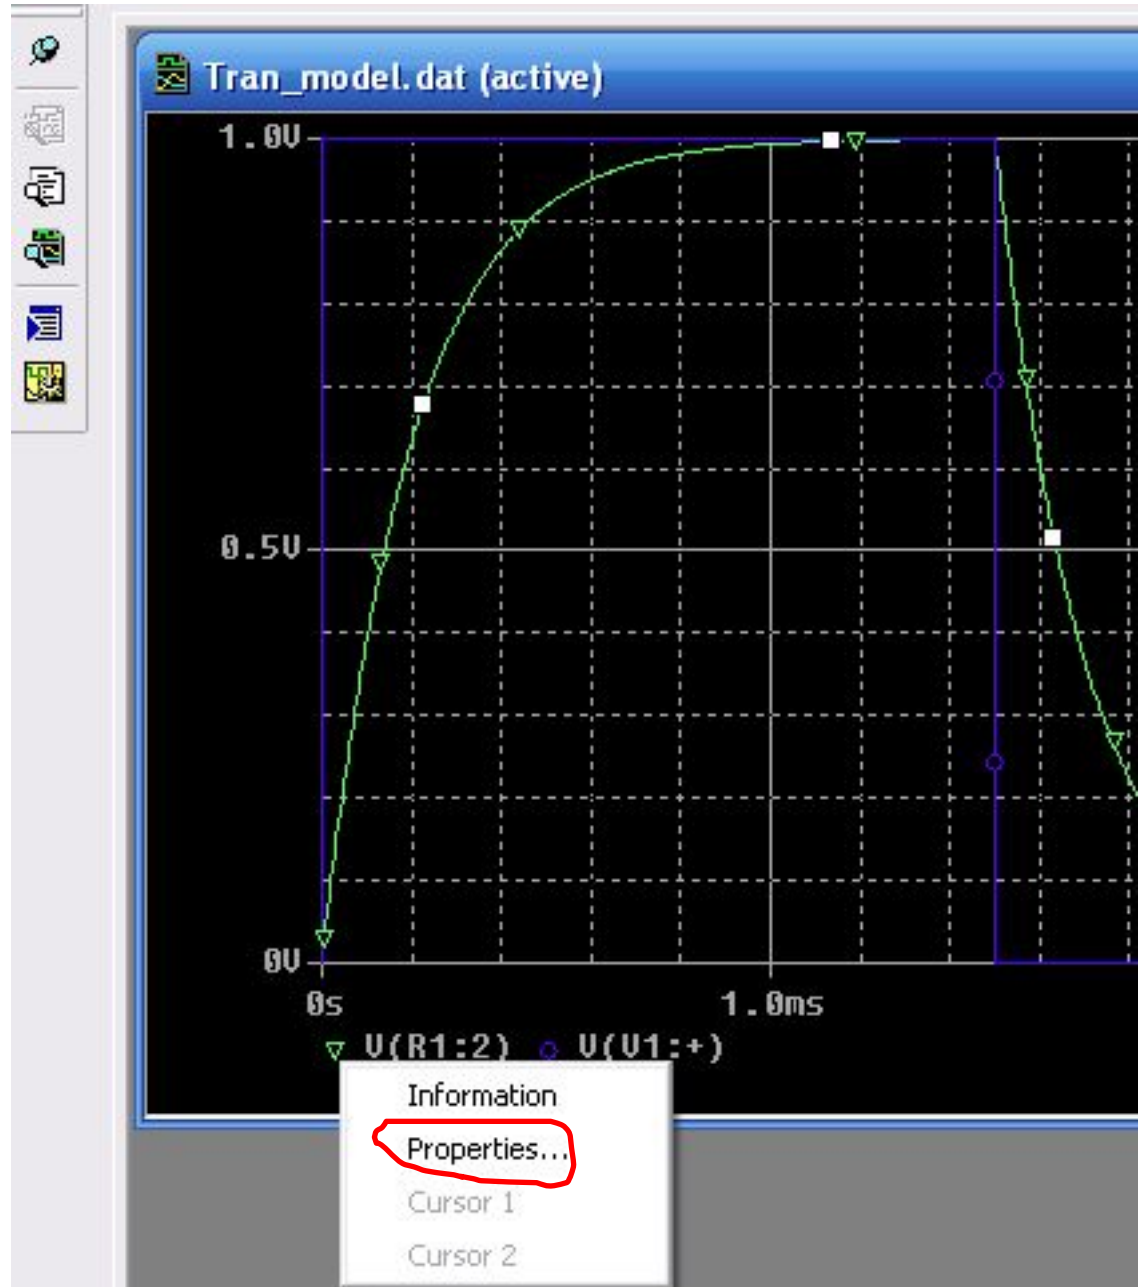 Tran_model.dat (active)
1.0V
0.5V
0V
0s
1.0ms
V(R1:2) V(V1:+)
Information
Properties...
Cursor 1
Cursor 2